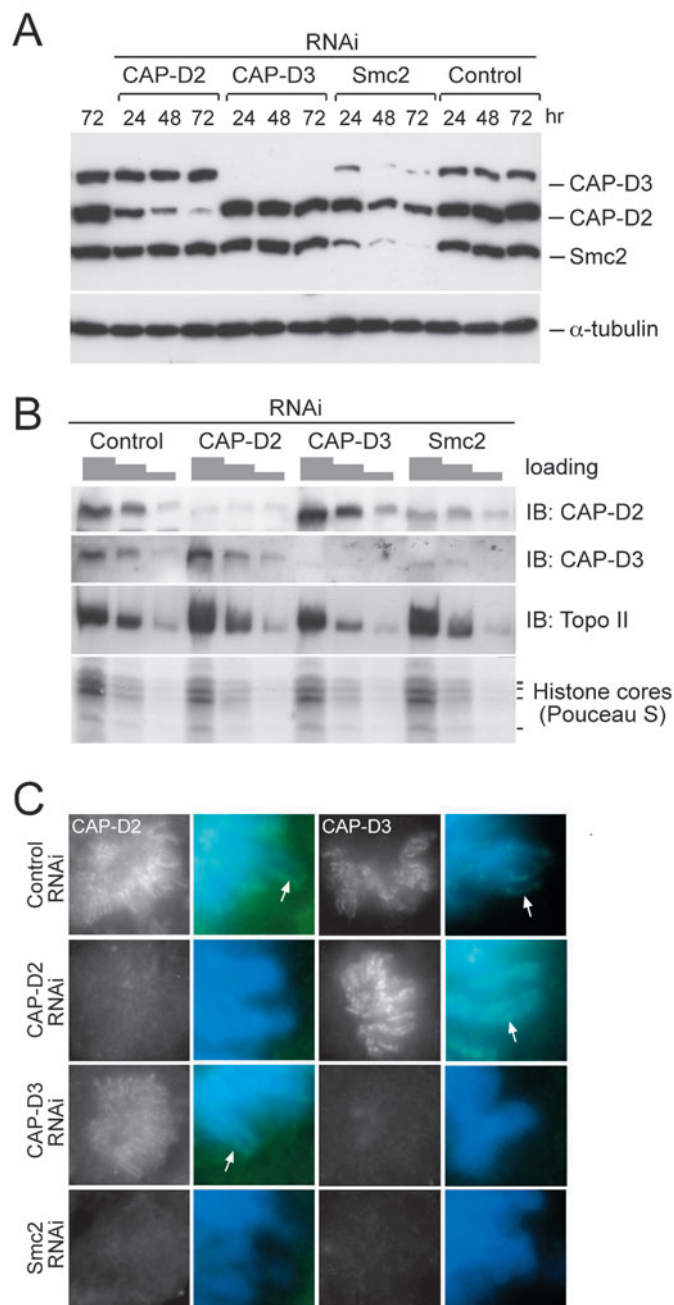 A
RNAi
CAP-D2 CAP-D3 Smc2 Control
72 24 48 72 24 48 72 24 48 72 24 48 72 hr
CAP-D3
CAP-D2
Smc2
α-tubulin
B
RNAi
Control CAP-D2 CAP-D3 Smc2
loading
IB: CAP-D2
IB: CAP-D3
IB: Topo II
Histone cores
(Pouceau S)
C
CAP-D2 CAP-D3
Control
RNAi
CAP-D2
RNAi
CAP-D3
RNAi
Smc2
RNAi